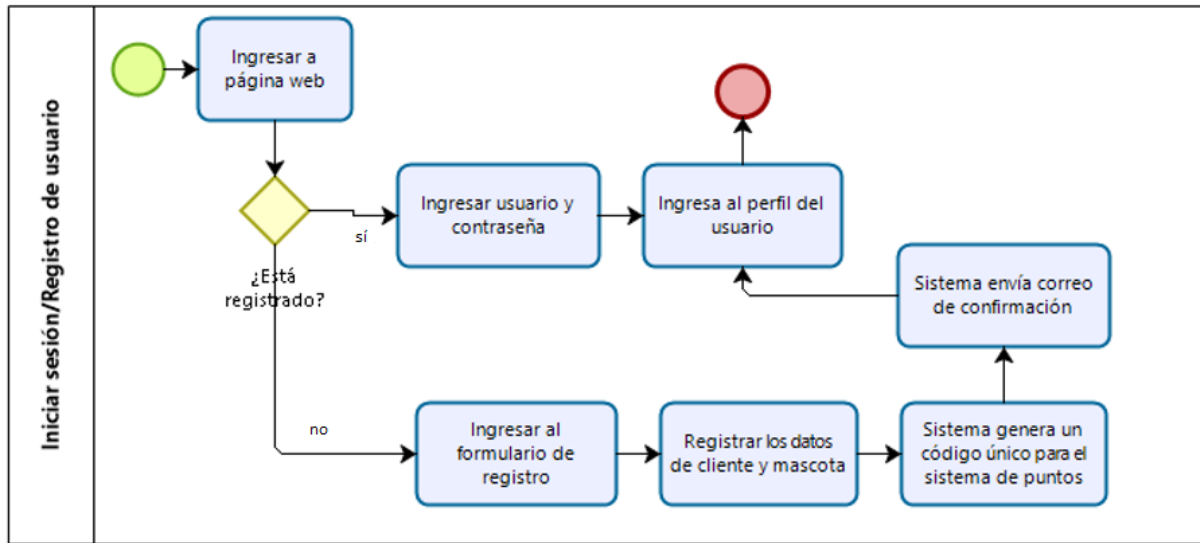 Iniciar sesión/Registro de usuario
Ingresar a
página web
¿Está
registrado?
sí
Ingresar usuario y
contraseña
Ingresa al perfil del
usuario
no
Ingresar al
formulario de
registro
Registrar los datos
de cliente y mascota
Sistema genera un
código único para el
sistema de puntos
Sistema envía correo
de confirmación